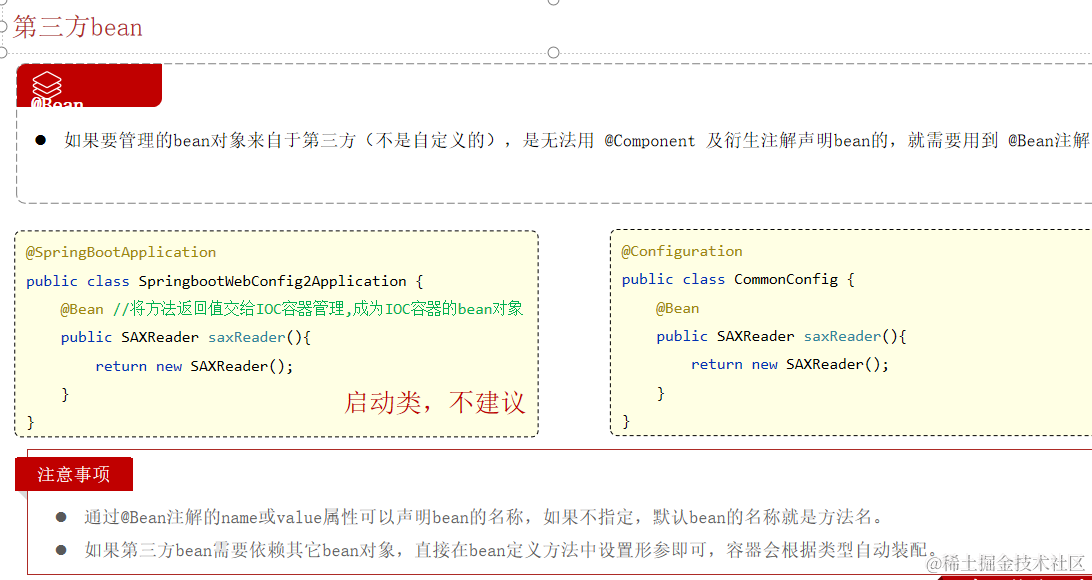 第三方bean
@Bean
如果要管理的bean对象来自于第三方（不是自定义的），是无法用 @Component 及衍生注解声明bean的，就需要用到 @Bean注解
@SpringBootApplication
public class SpringbootWebConfig2Application {
@Bean //将方法返回值交给IOC容器管理,成为IOC容器的bean对象
public SAXReader saxReader(){
return new SAXReader();
}
}
启动类，不建议
@Configuration
public class CommonConfig {
@Bean
public SAXReader saxReader(){
return new SAXReader();
}
}
注意事项
通过@Bean注解的name或value属性可以声明bean的名称，如果不指定，默认bean的名称就是方法名。
如果第三方bean需要依赖其它bean对象，直接在bean定义方法中设置形参即可，容器会根据类型自动装配。
@稀土掘金技术社区